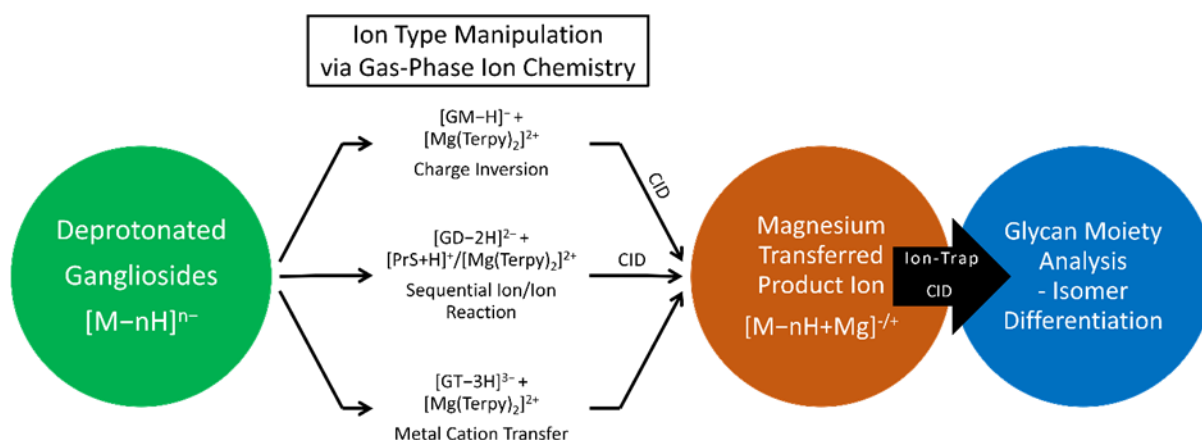 Ion Type Manipulation
via Gas-Phase Ion Chemistry
Deprotonated
Gangliosides
[M−nH]ⁿ⁻
[GM−H]⁻ +
[Mg(Terpy)₂]²⁺
Charge Inversion
CID
[GD−2H]²⁻ +
[PrS+H]⁺/[Mg(Terpy)₂]²⁺
Sequential Ion/Ion
Reaction
CID
[GT−3H]³⁻ +
[Mg(Terpy)₂]²⁺
Metal Cation Transfer
CID
Magnesium
Transferred
Product Ion
[M−nH+Mg]⁻ᐟ⁺
Ion-Trap
CID
Glycan Moiety
Analysis
- Isomer
Differentiation